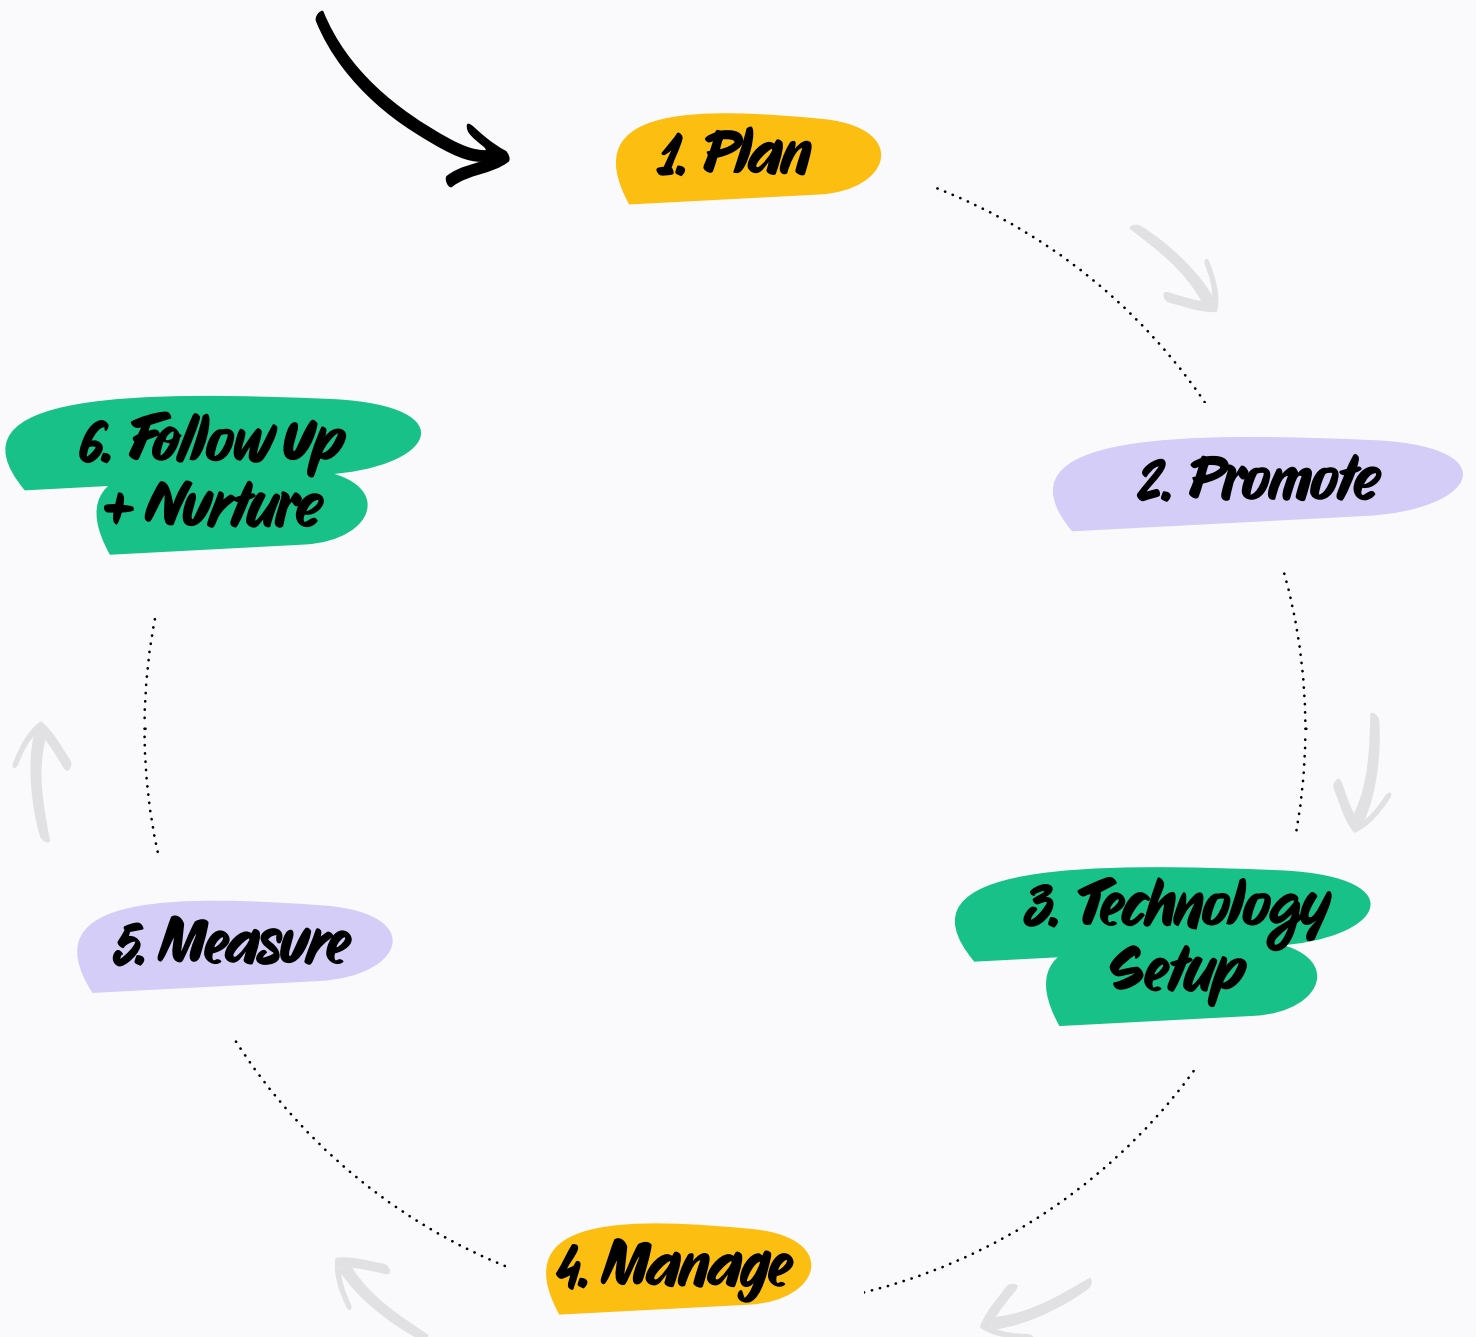 1. Plan
2. Promote
3. Technology
Setup
4. Manage
5. Measure
6. Follow Up
+ Nurture